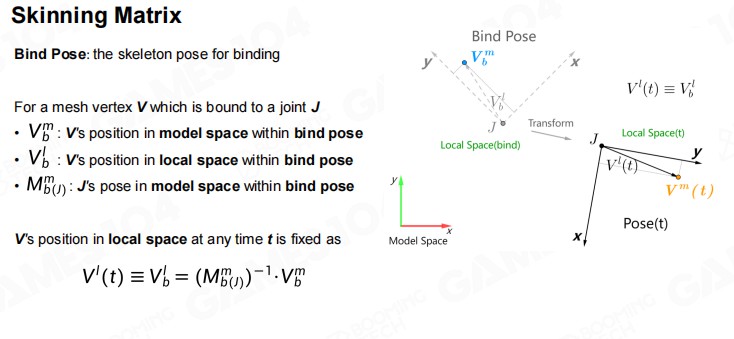 Skinning Matrix
Bind Pose: the skeleton pose for binding
For a mesh vertex V which is bound to a joint J
• V_b^m : V's position in model space within bind pose
• V_b^l : V's position in local space within bind pose
• M_{b(J)}^m : J's pose in model space within bind pose
V's position in local space at any time t is fixed as
V^l(t) ≡ V_b^l = (M_{b(J)}^m)^{-1}·V_b^m
Bind Pose
y
V_b^m
x
V_b^l
J
Local Space(bind)
Transform
y
x
Model Space
V^l(t) ≡ V_b^l
Local Space(t)
J
y
V^l(t)
V^m(t)
x
Pose(t)
GAMES104
BOOMING TECH